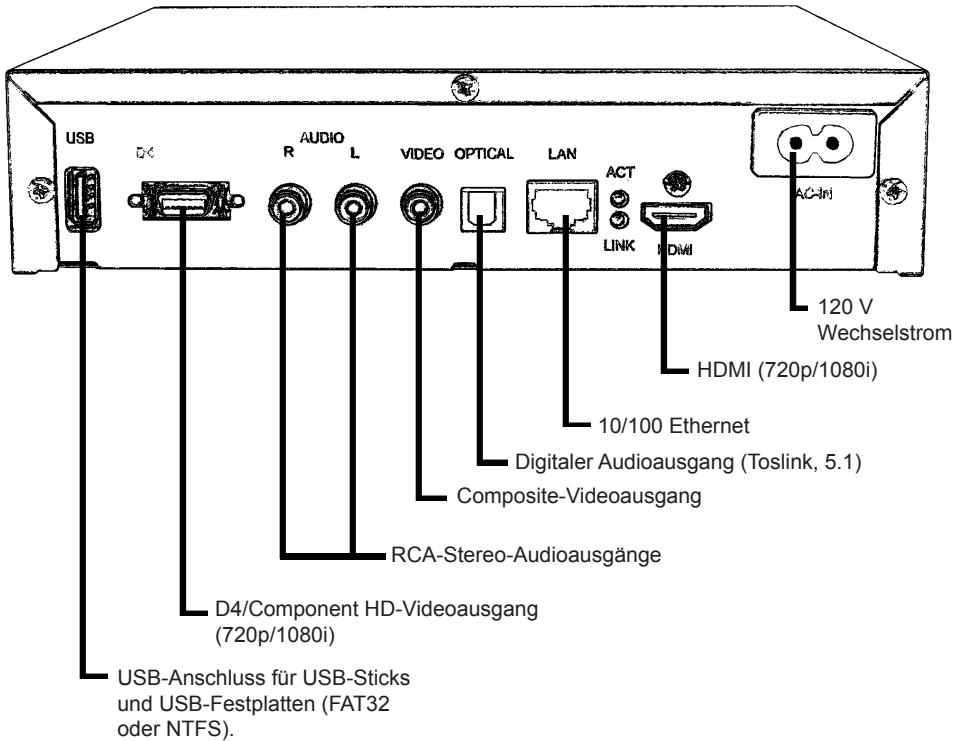 USB
D4
AUDIO
R L
VIDEO
OPTICAL
LAN
ACT
LINK
HDMI
AC-IN
120 V
Wechselstrom
HDMI (720p/1080i)
10/100 Ethernet
Digitaler Audioausgang (Toslink, 5.1)
Composite-Videoausgang
RCA-Stereo-Audioausgänge
D4/Component HD-Videoausgang
(720p/1080i)
USB-Anschluss für USB-Sticks
und USB-Festplatten (FAT32
oder NTFS).